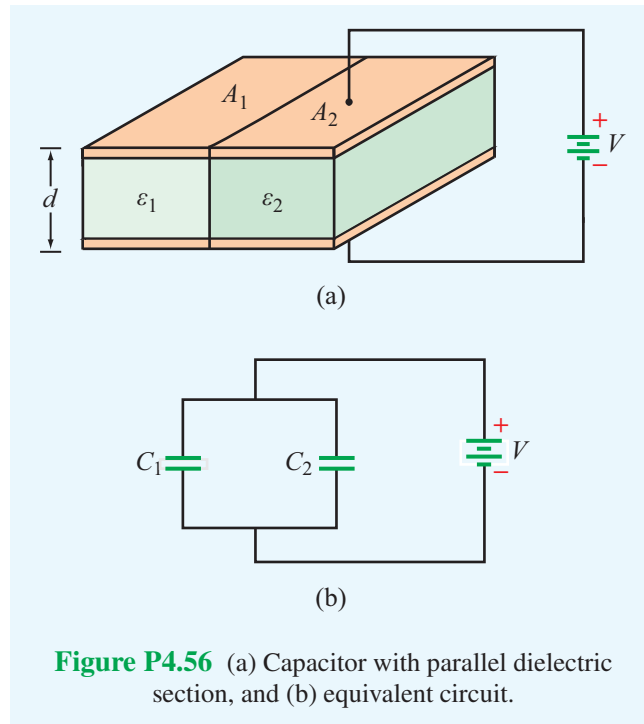 A₁
A₂
+
V
−
d
ε₁
ε₂
(a)
+
C₁
C₂
V
−
(b)
Figure P4.56 (a) Capacitor with parallel dielectric
section, and (b) equivalent circuit.